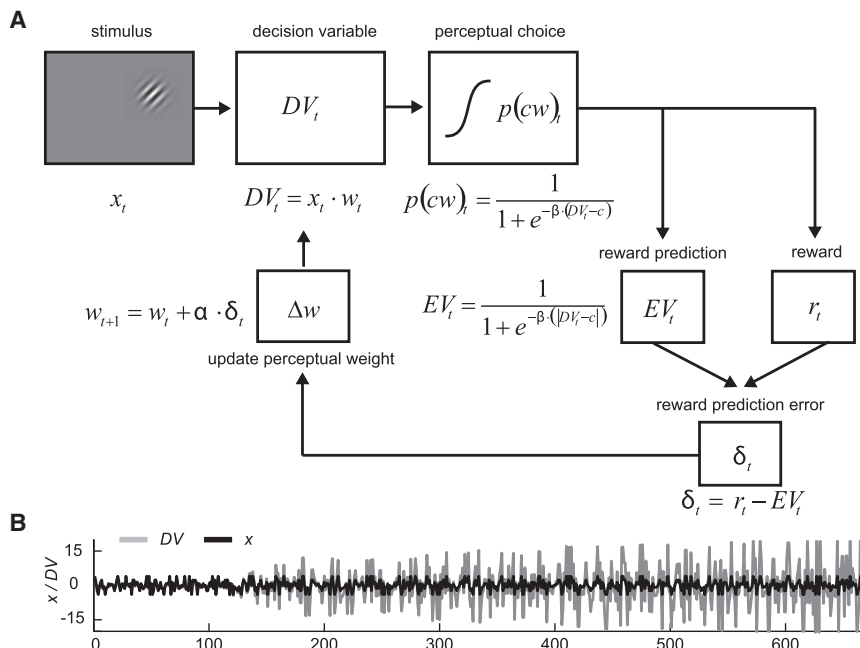 A
stimulus decision variable perceptual choice
DV_t p(cw)_t
x_t DV_t = x_t · w_t p(cw)_t = 1 / (1 + e^{-β·(DV_t-c)})
reward prediction reward
w_{t+1} = w_t + α · δ_t Δw EV_t = 1 / (1 + e^{-β·(|DV_t-c|)}) EV_t r_t
update perceptual weight
reward prediction error
δ_t
δ_t = r_t − EV_t
B
DV x
x / DV
15
0
-15
0 100 200 300 400 500 600